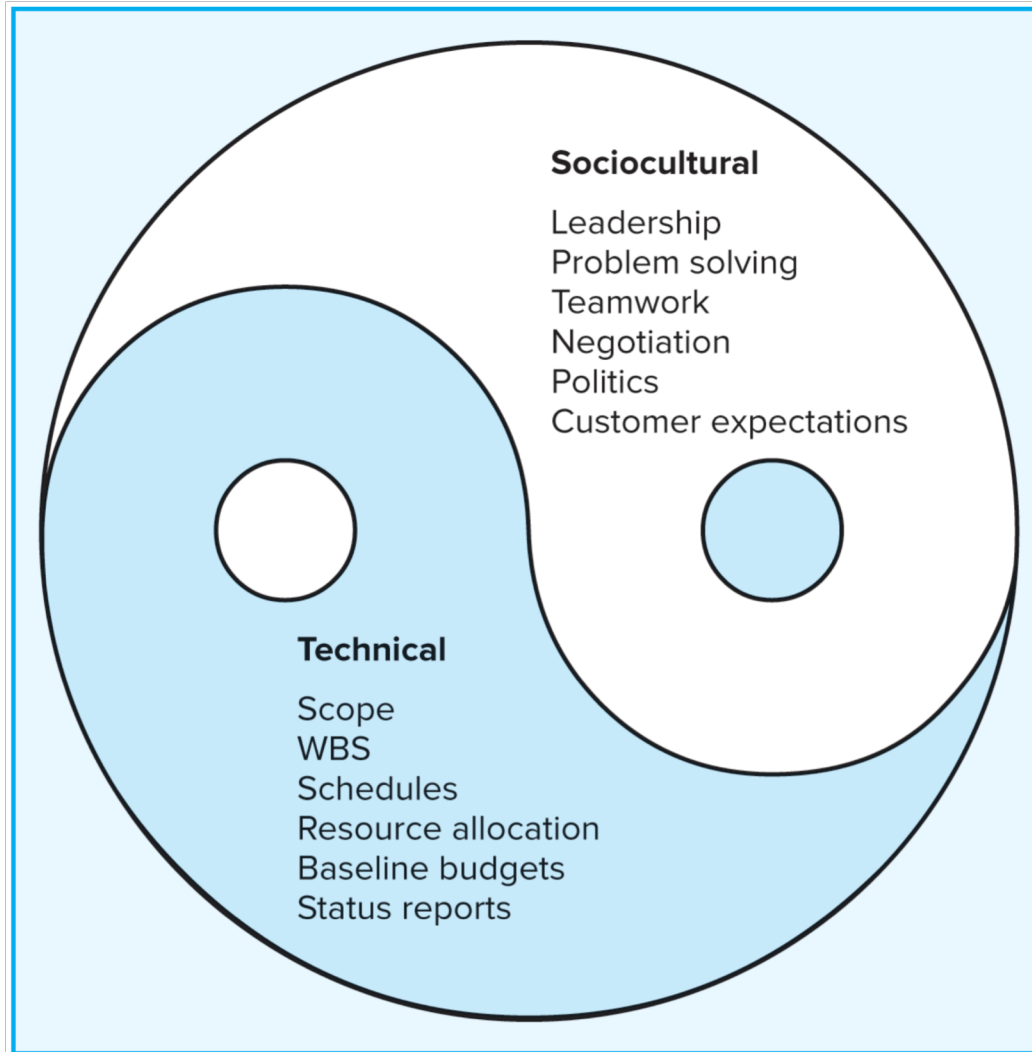 Sociocultural
Leadership
Problem solving
Teamwork
Negotiation
Politics
Customer expectations
Technical
Scope
WBS
Schedules
Resource allocation
Baseline budgets
Status reports